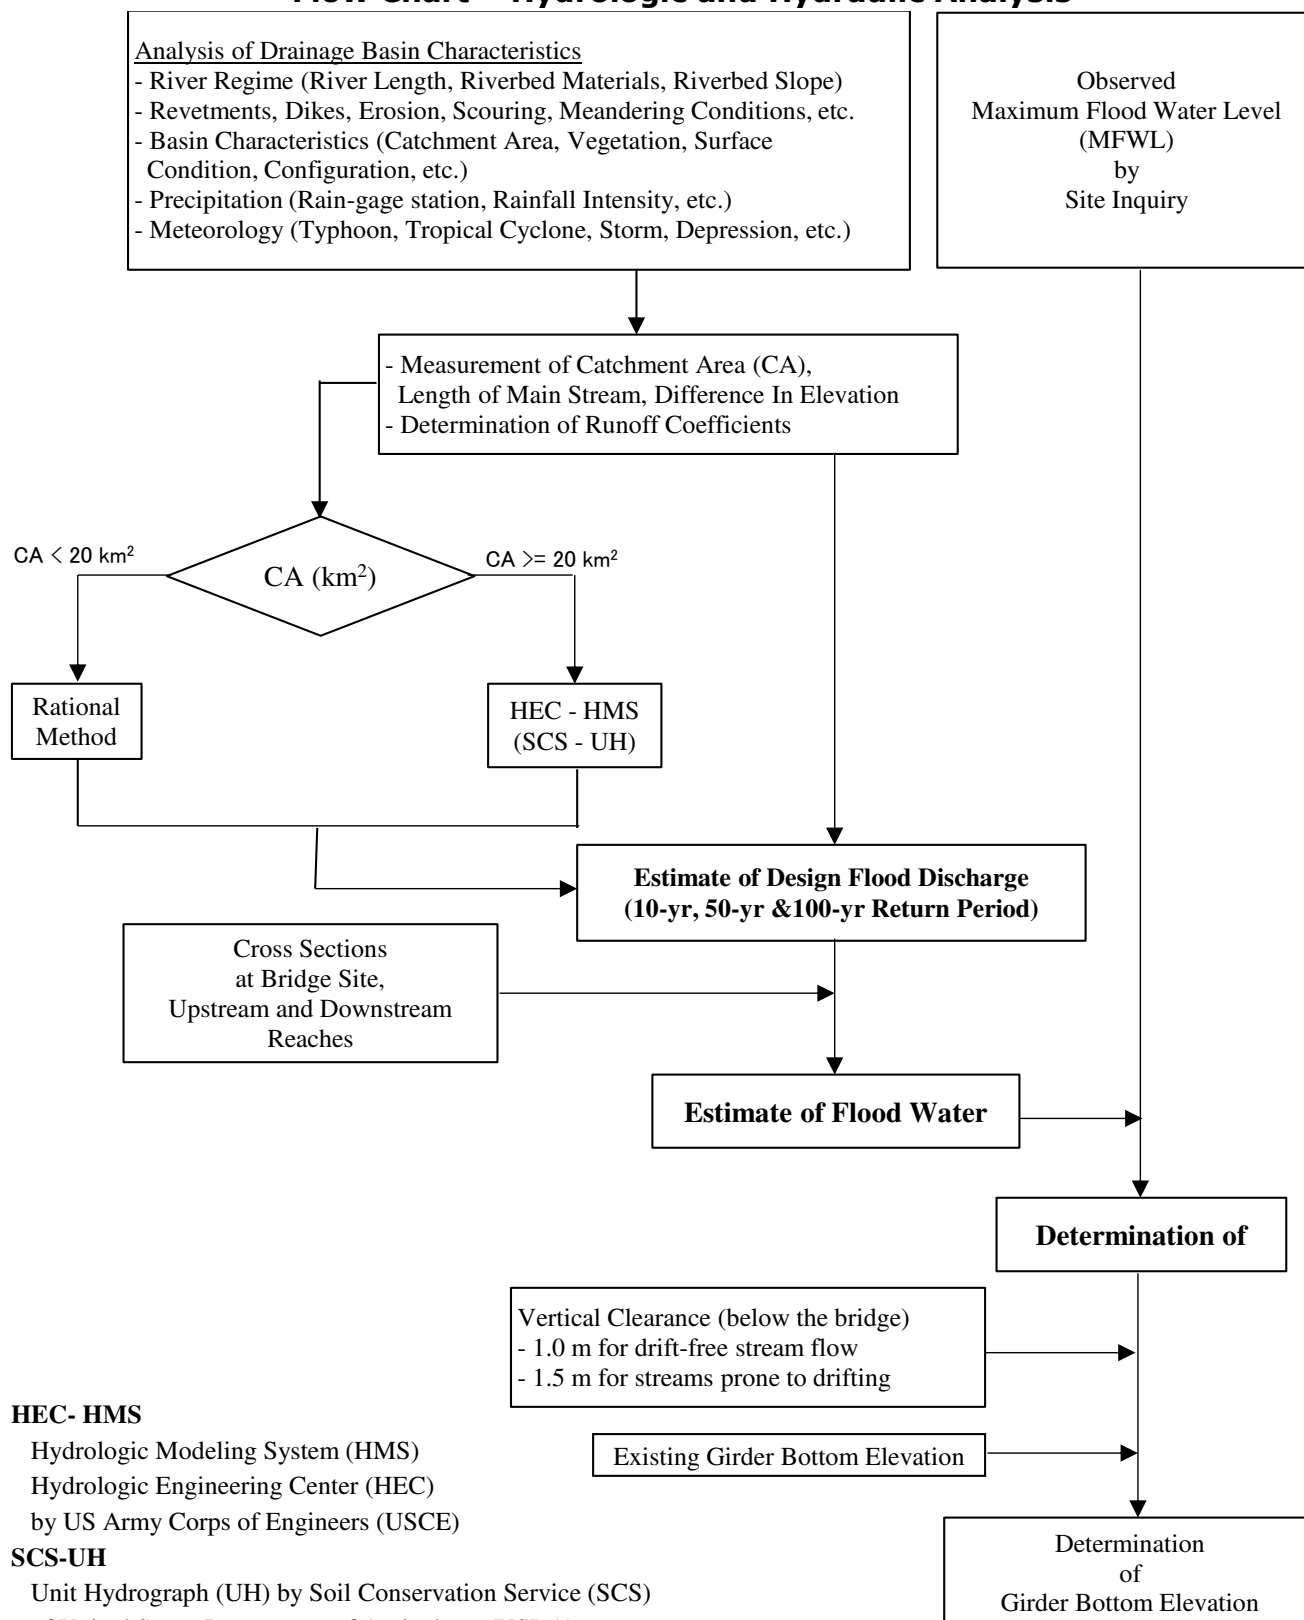 Flow Chart – Hydrologic and Hydraulic Analysis
Analysis of Drainage Basin Characteristics
- River Regime (River Length, Riverbed Materials, Riverbed Slope)
- Revetments, Dikes, Erosion, Scouring, Meandering Conditions, etc.
- Basin Characteristics (Catchment Area, Vegetation, Surface
Condition, Configuration, etc.)
- Precipitation (Rain-gage station, Rainfall Intensity, etc.)
- Meteorology (Typhoon, Tropical Cyclone, Storm, Depression, etc.)
Observed
Maximum Flood Water Level
(MFWL)
by
Site Inquiry
- Measurement of Catchment Area (CA),
Length of Main Stream, Difference In Elevation
- Determination of Runoff Coefficients
CA < 20 km²
CA (km²)
CA >= 20 km²
Rational
Method
HEC - HMS
(SCS - UH)
Estimate of Design Flood Discharge
(10-yr, 50-yr &100-yr Return Period)
Cross Sections
at Bridge Site,
Upstream and Downstream
Reaches
Estimate of Flood Water
Determination of
Vertical Clearance (below the bridge)
- 1.0 m for drift-free stream flow
- 1.5 m for streams prone to drifting
Existing Girder Bottom Elevation
Determination
of
Girder Bottom Elevation
HEC- HMS
Hydrologic Modeling System (HMS)
Hydrologic Engineering Center (HEC)
by US Army Corps of Engineers (USCE)
SCS-UH
Unit Hydrograph (UH) by Soil Conservation Service (SCS)